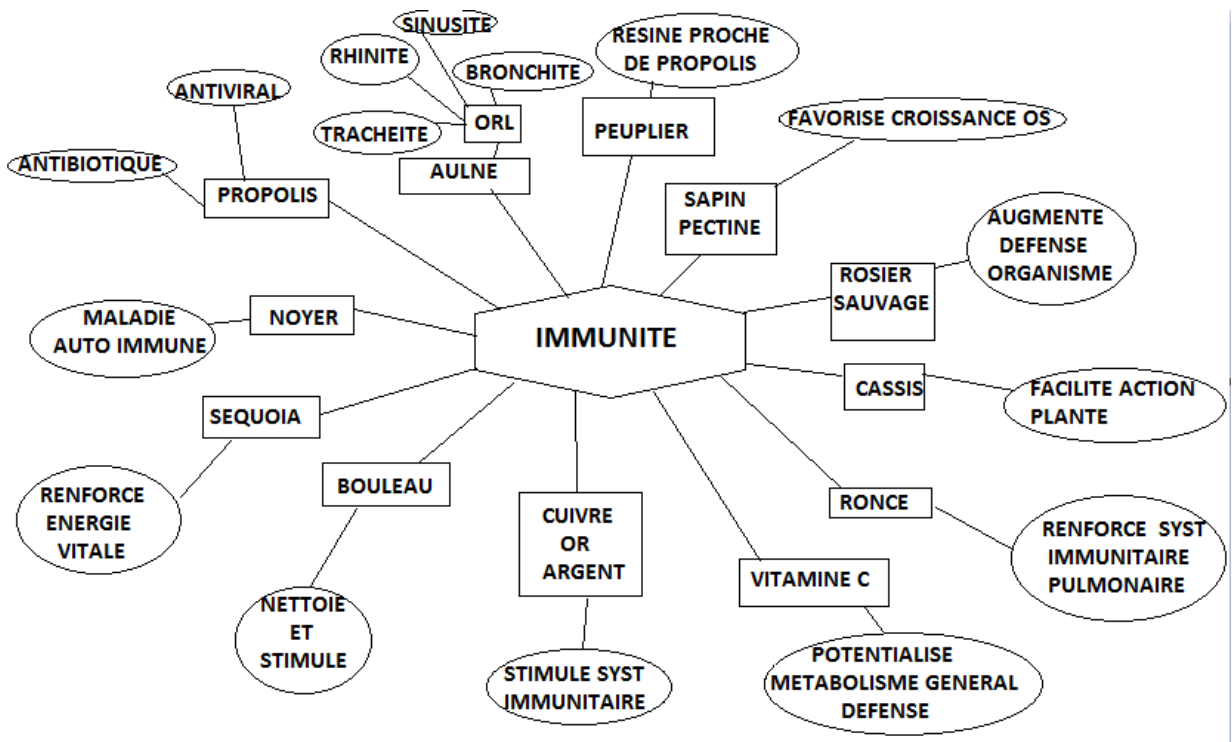 SINUSITE
RHINITE
BRONCHITE
RESINE PROCHE
DE PROPOLIS
ANTIVIRAL
TRACHEITE
ORL
PEUPLIER
FAVORISE CROISSANCE OS
ANTIBIOTIQUE
PROPOLIS
AULNE
SAPIN
PECTINE
AUGMENTE
DEFENSE
ORGANISME
ROSIER
SAUVAGE
MALADIE
AUTO IMMUNE
NOYER
IMMUNITE
CASSIS
FACILITE ACTION
PLANTE
SEQUOIA
RENFORCE
ENERGIE
VITALE
BOULEAU
CUIVRE
OR
ARGENT
RONCE
RENFORCE SYST
IMMUNITAIRE
PULMONAIRE
VITAMINE C
NETTOIE
ET
STIMULE
STIMULE SYST
IMMUNITAIRE
POTENTIALISE
METABOLISME GENERAL
DEFENSE